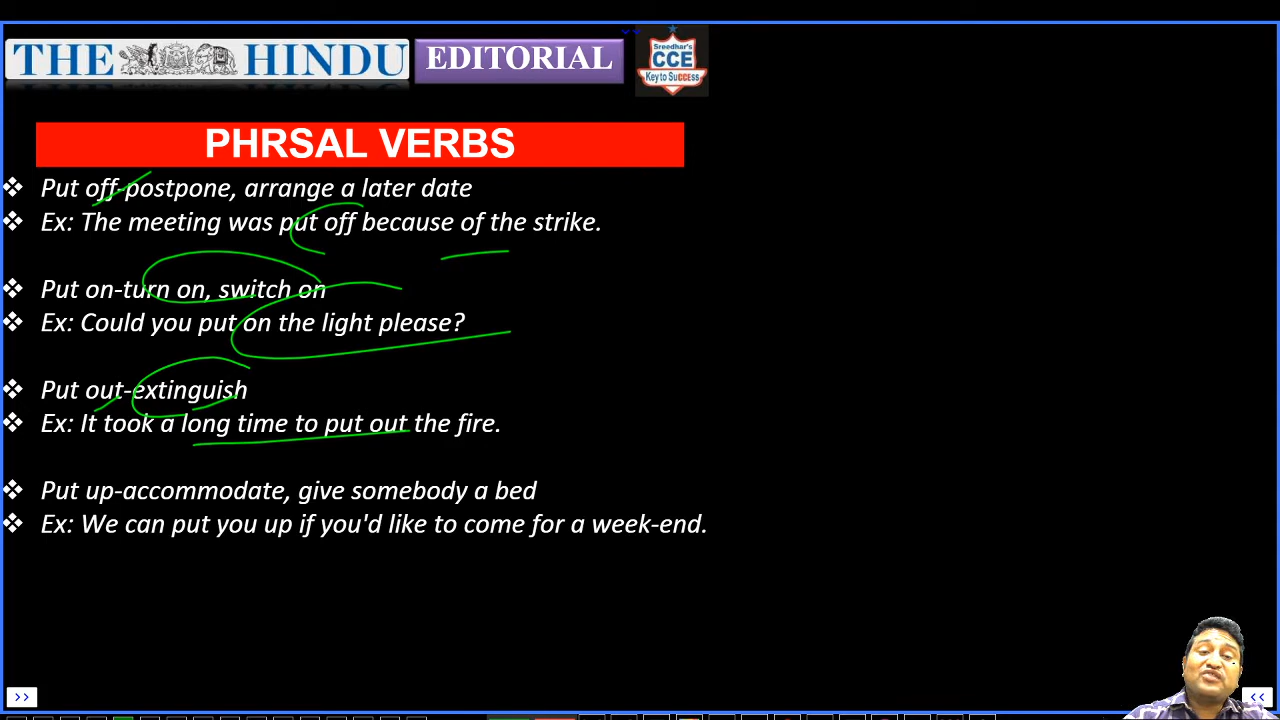 THE HINDU
EDITORIAL
Sreedhar's
CCE
Key to SuCCEss
PHRSAL VERBS
❖ Put off-postpone, arrange a later date
❖ Ex: The meeting was put off because of the strike.
❖ Put on-turn on, switch on
❖ Ex: Could you put on the light please?
❖ Put out-extinguish
❖ Ex: It took a long time to put out the fire.
❖ Put up-accommodate, give somebody a bed
❖ Ex: We can put you up if you'd like to come for a week-end.
>>
<<